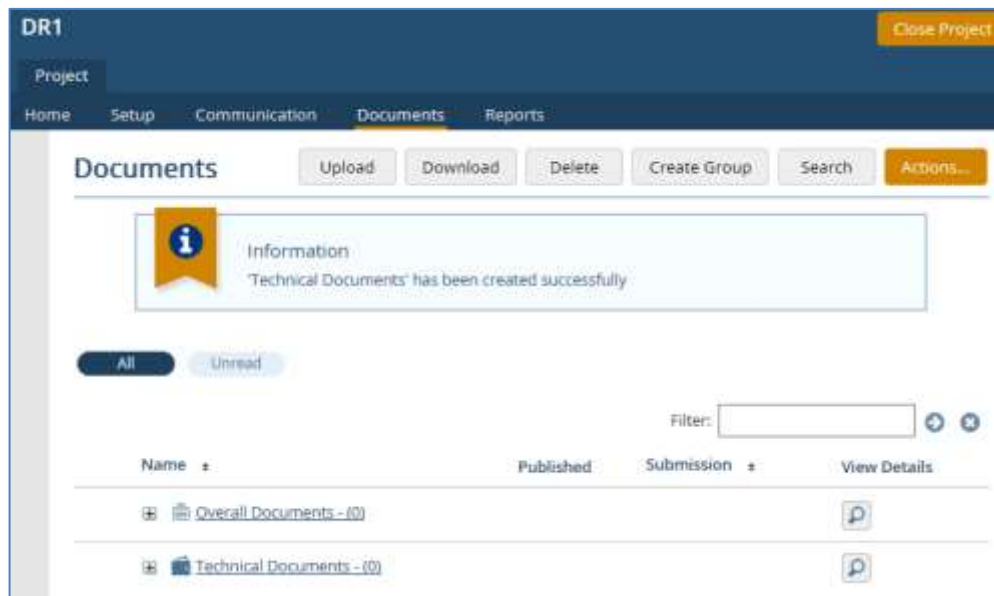 DR1
Close Project
Project
Home Setup Communication Documents Reports
Documents Upload Download Delete Create Group Search Actions...
Information
'Technical Documents' has been created successfully
All Unread
Filter:
Name Published Submission View Details
Overall Documents - (0)
Technical Documents - (0)